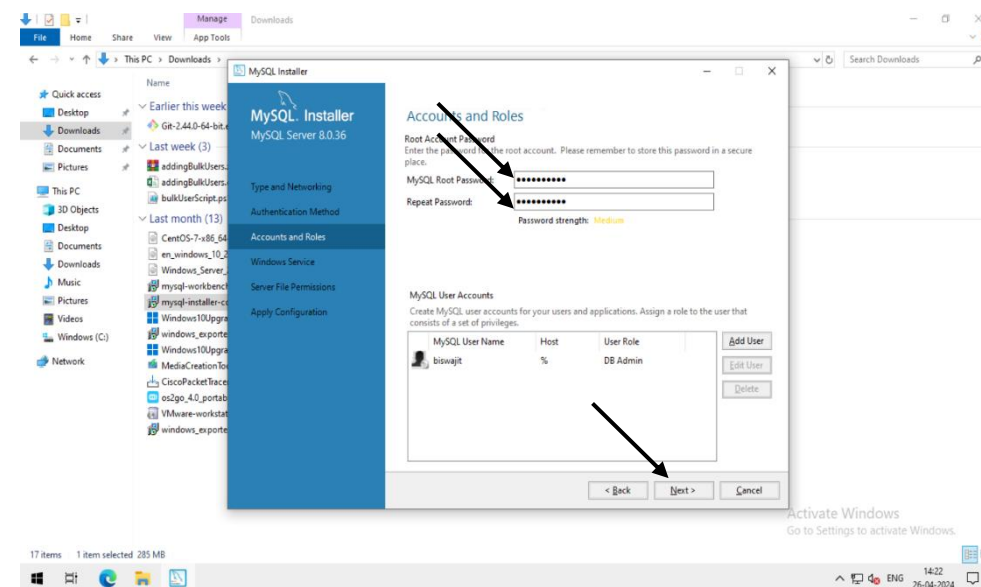 Manage
Downloads
File
Home
Share
View
App Tools
This PC > Downloads >
Search Downloads
Quick access
Desktop
Downloads
Documents
Pictures
This PC
3D Objects
Desktop
Documents
Downloads
Music
Pictures
Videos
Windows (C:)
Network
Name
Earlier this week
Git-2.44.0-64-bit.e
Last week (3)
addingBulkUsers.
addingBulkUsers.
bulkUserScript.ps
Last month (13)
CentOS-7-x86_64
en_windows_10_2
Windows_Server_
mysql-workbench
mysql-installer-co
Windows10Upgra
windows_exporte
Windows10Upgra
MediaCreationToo
CiscoPacketTrace
os2go_4.0_portab
VMware-workstat
windows_exporte
MySQL Installer
MySQL. Installer
MySQL Server 8.0.36
Type and Networking
Authentication Method
Accounts and Roles
Windows Service
Server File Permissions
Apply Configuration
Accounts and Roles
Root Account Password
Enter the password for the root account. Please remember to store this password in a secure
place.
MySQL Root Password:
Repeat Password:
Password strength: Medium
MySQL User Accounts
Create MySQL user accounts for your users and applications. Assign a role to the user that
consists of a set of privileges.
MySQL User Name Host User Role
biswajit % DB Admin
Add User
Edit User
Delete
< Back
Next >
Cancel
Activate Windows
Go to Settings to activate Windows.
17 items
1 item selected 285 MB
ENG
14:22
26-04-2024